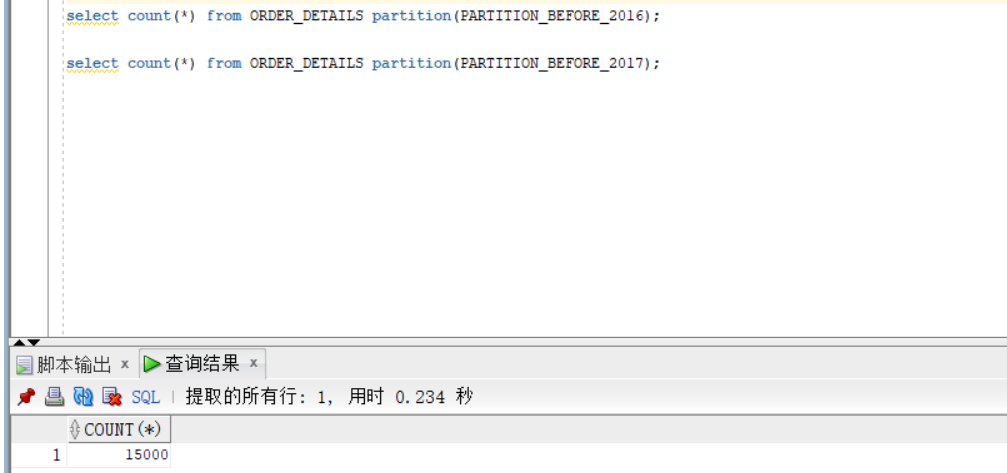 select count(*) from ORDER_DETAILS partition(PARTITION_BEFORE_2016);
select count(*) from ORDER_DETAILS partition(PARTITION_BEFORE_2017);
脚本输出 x 查询结果 x
SQL | 提取的所有行: 1, 用时 0.234 秒
COUNT(*)
1 15000